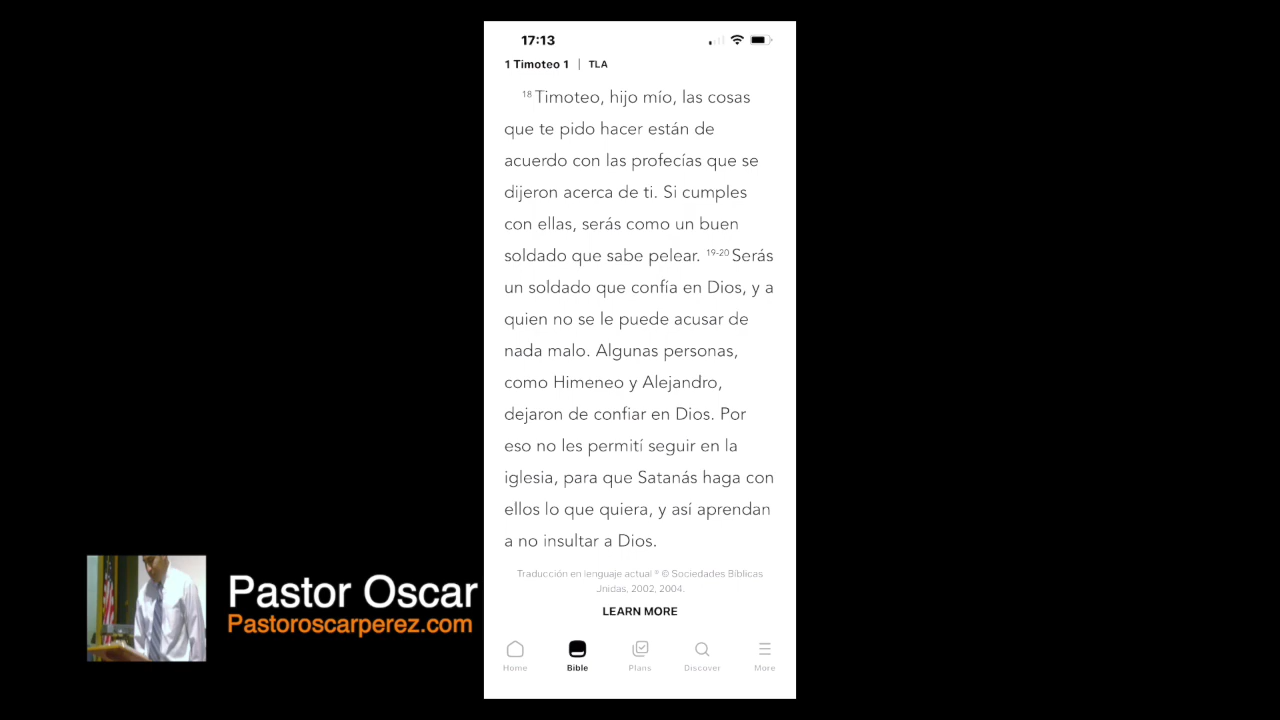 17:13
1 Timoteo 1 | TLA
18 Timoteo, hijo mío, las cosas
que te pido hacer están de
acuerdo con las profecías que se
dijeron acerca de ti. Si cumples
con ellas, serás como un buen
soldado que sabe pelear. 19-20 Serás
un soldado que confía en Dios, y a
quien no se le puede acusar de
nada malo. Algunas personas,
como Himeneo y Alejandro,
dejaron de confiar en Dios. Por
eso no les permití seguir en la
iglesia, para que Satanás haga con
ellos lo que quiera, y así aprendan
a no insultar a Dios.
Traducción en lenguaje actual ® © Sociedades Bíblicas
Unidas, 2002, 2004.
LEARN MORE
Home Bible Plans Discover More
Pastor Oscar
Pastoroscarperez.com